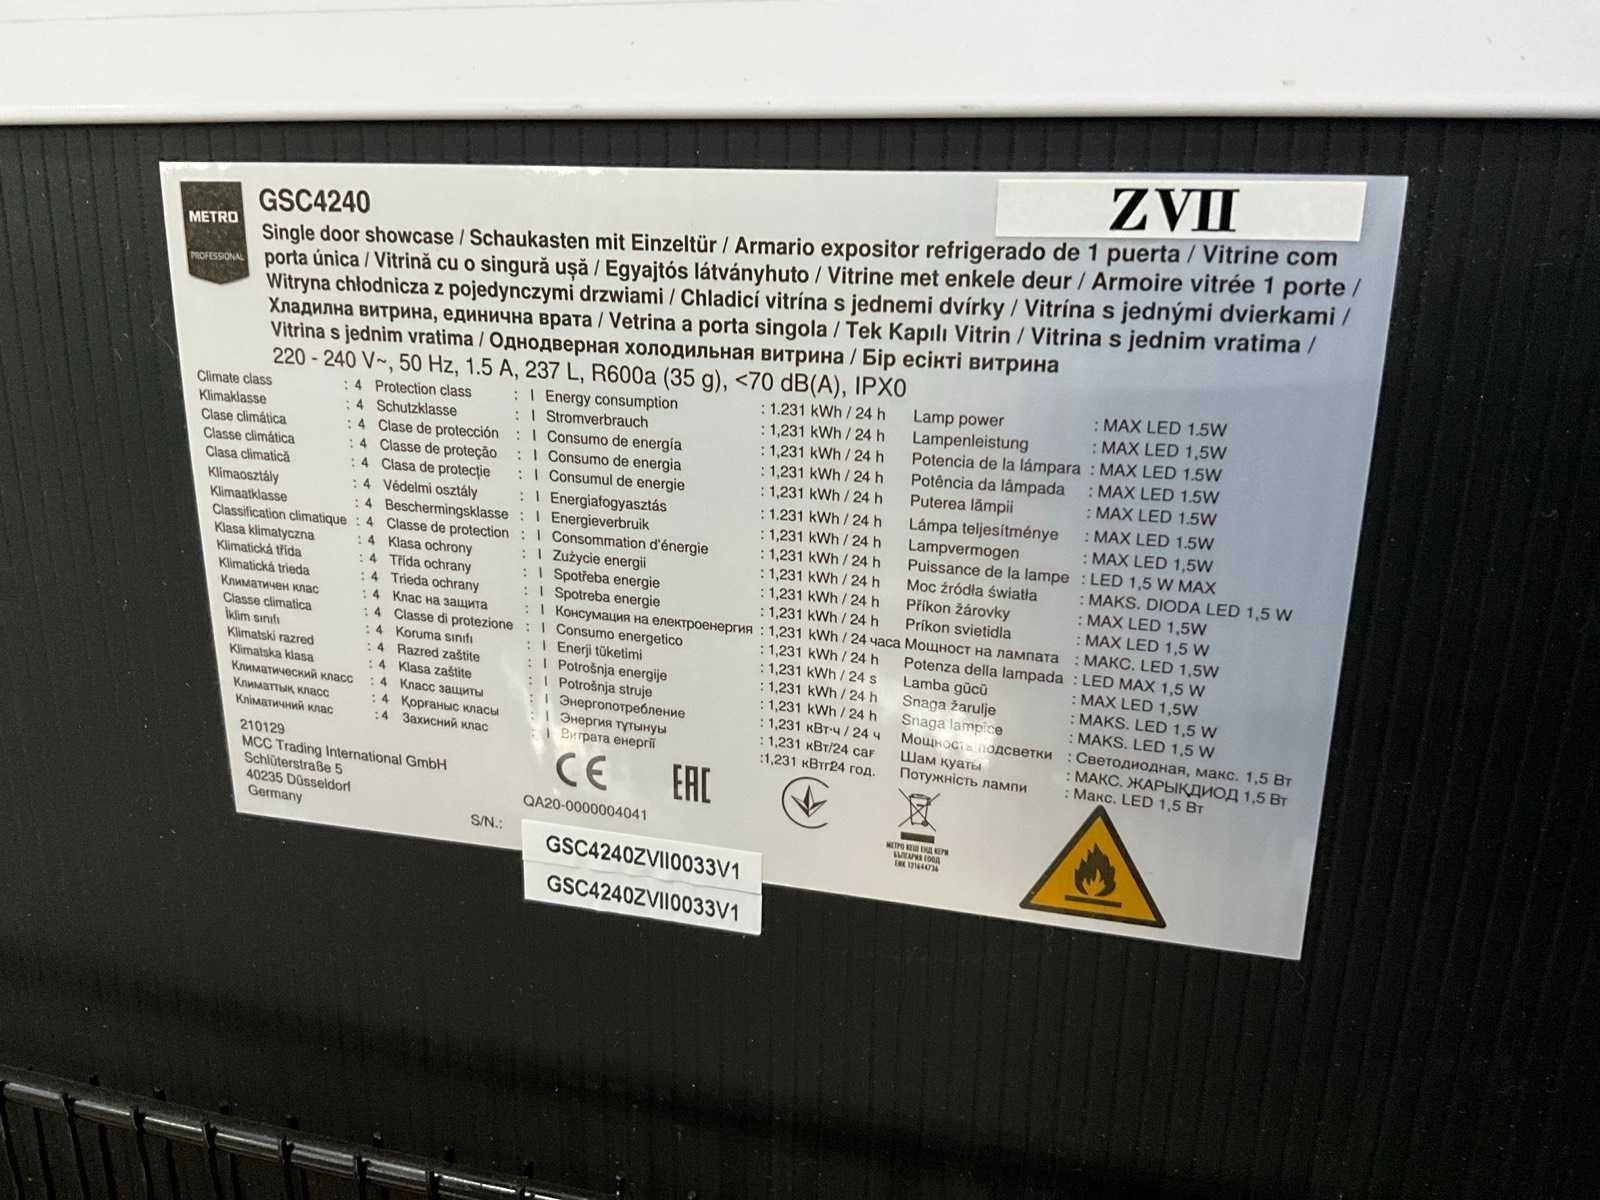 METRO
PROFESSIONAL
GSC4240
ZVII
Single door showcase / Schaukasten mit Einzeltür / Armario expositor refrigerado de 1 puerta / Vitrine com
porta única / Vitrină cu o singură ușă / Egyajtós látványhuto / Vitrine met enkele deur / Armoire vitrée 1 porte /
Witryna chłodnicza z pojedynczymi drzwiami / Chladicí vitrína s jednemi dvírky / Vitrína s jednými dvierkami /
Хладилна витрина, единична врата / Vetrina a porta singola / Tek Kapılı Vitrin / Vitrina s jednim vratima /
Vitrina s jednim vratima / Однодверная холодильная витрина / Бір есікті витрина
220 - 240 V~, 50 Hz, 1.5 A, 237 L, R600a (35 g), <70 dB(A), IPX0
Climate class : 4 Protection class : I Energy consumption : 1.231 kWh / 24 h Lamp power : MAX LED 1.5W
Klimaklasse : 4 Schutzklasse : I Stromverbrauch : 1,231 kWh / 24 h Lampenleistung : MAX LED 1,5W
Clase climática : 4 Clase de protección : I Consumo de energía : 1,231 kWh / 24 h Potencia de la lámpara : MAX LED 1.5W
Classe climática : 4 Classe de proteção : I Consumo de energia : 1,231 kWh / 24 h Potência da lâmpada : MAX LED 1.5W
Clasa climatică : 4 Clasa de protecție : I Consumul de energie : 1,231 kWh / 24 h Puterea lămpii : MAX LED 1.5W
Klimaosztály : 4 Védelmi osztály : I Energiafogyasztás : 1.231 kWh / 24 h Lámpa teljesítménye : MAX LED 1.5W
Klimaatklasse : 4 Beschermingsklasse : I Energieverbruik : 1,231 kWh / 24 h Lampvermogen : MAX LED 1,5W
Classification climatique : 4 Classe de protection : I Consommation d'énergie : 1,231 kWh / 24 h Puissance de la lampe : LED 1,5 W MAX
Klasa klimatyczna : 4 Klasa ochrony : I Zużycie energii : 1,231 kWh / 24 h Moc źródła światła : MAKS. DIODA LED 1,5 W
Klimatická třída : 4 Třída ochrany : I Spotřeba energie : 1,231 kWh / 24 h Příkon žárovky : MAX LED 1,5W
Klimatická trieda : 4 Trieda ochrany : I Spotreba energie : 1,231 kWh / 24 h Príkon svietidla : MAX LED 1,5 W
Климатичен клас : 4 Клас на защита : I Консумация на електроенергия : 1,231 kWh / 24 часа Мощност на лампата : МАКС. LED 1,5W
Classe climatica : 4 Classe di protezione : I Consumo energetico : 1,231 kWh / 24 h Potenza della lampada : LED MAX 1,5 W
İklim sınıfı : 4 Koruma sınıfı : I Enerji tüketimi : 1,231 kWh / 24 s Lamba gücü : MAX LED 1,5W
Klimatski razred : 4 Razred zaštite : I Potrošnja energije : 1,231 kWh / 24 h Snaga žarulje : MAKS. LED 1,5 W
Klimatska klasa : 4 Klasa zaštite : I Potrošnja struje : 1,231 kWh / 24 h Snaga lampice : MAKS. LED 1,5 W
Климатический класс : 4 Класс защиты : I Энергопотребление : 1,231 кВт·ч / 24 ч Мощность подсветки : Светодиодная, макс. 1,5 Вт
Климаттық класс : 4 Қорғаныс класы : I Энергия тұтынуы : 1,231 кВт/24 сағ Шам куаты : МАКС. ЖАРЫҚДИОД 1,5 Вт
Кліматичний клас : 4 Захисний клас : I Витрата енергії :1,231 кВтг24 год. Потужність лампи : Макс. LED 1,5 Вт
210129
MCC Trading International GmbH
Schlüterstraße 5
40235 Düsseldorf
Germany
CE
EAC
QA20-0000004041
МЕТРО КЕШ ЕНД КЕРИ
БЪЛГАРИЯ ЕООД
ЕИК 121644736
S/N.:
GSC4240ZVII0033V1
GSC4240ZVII0033V1